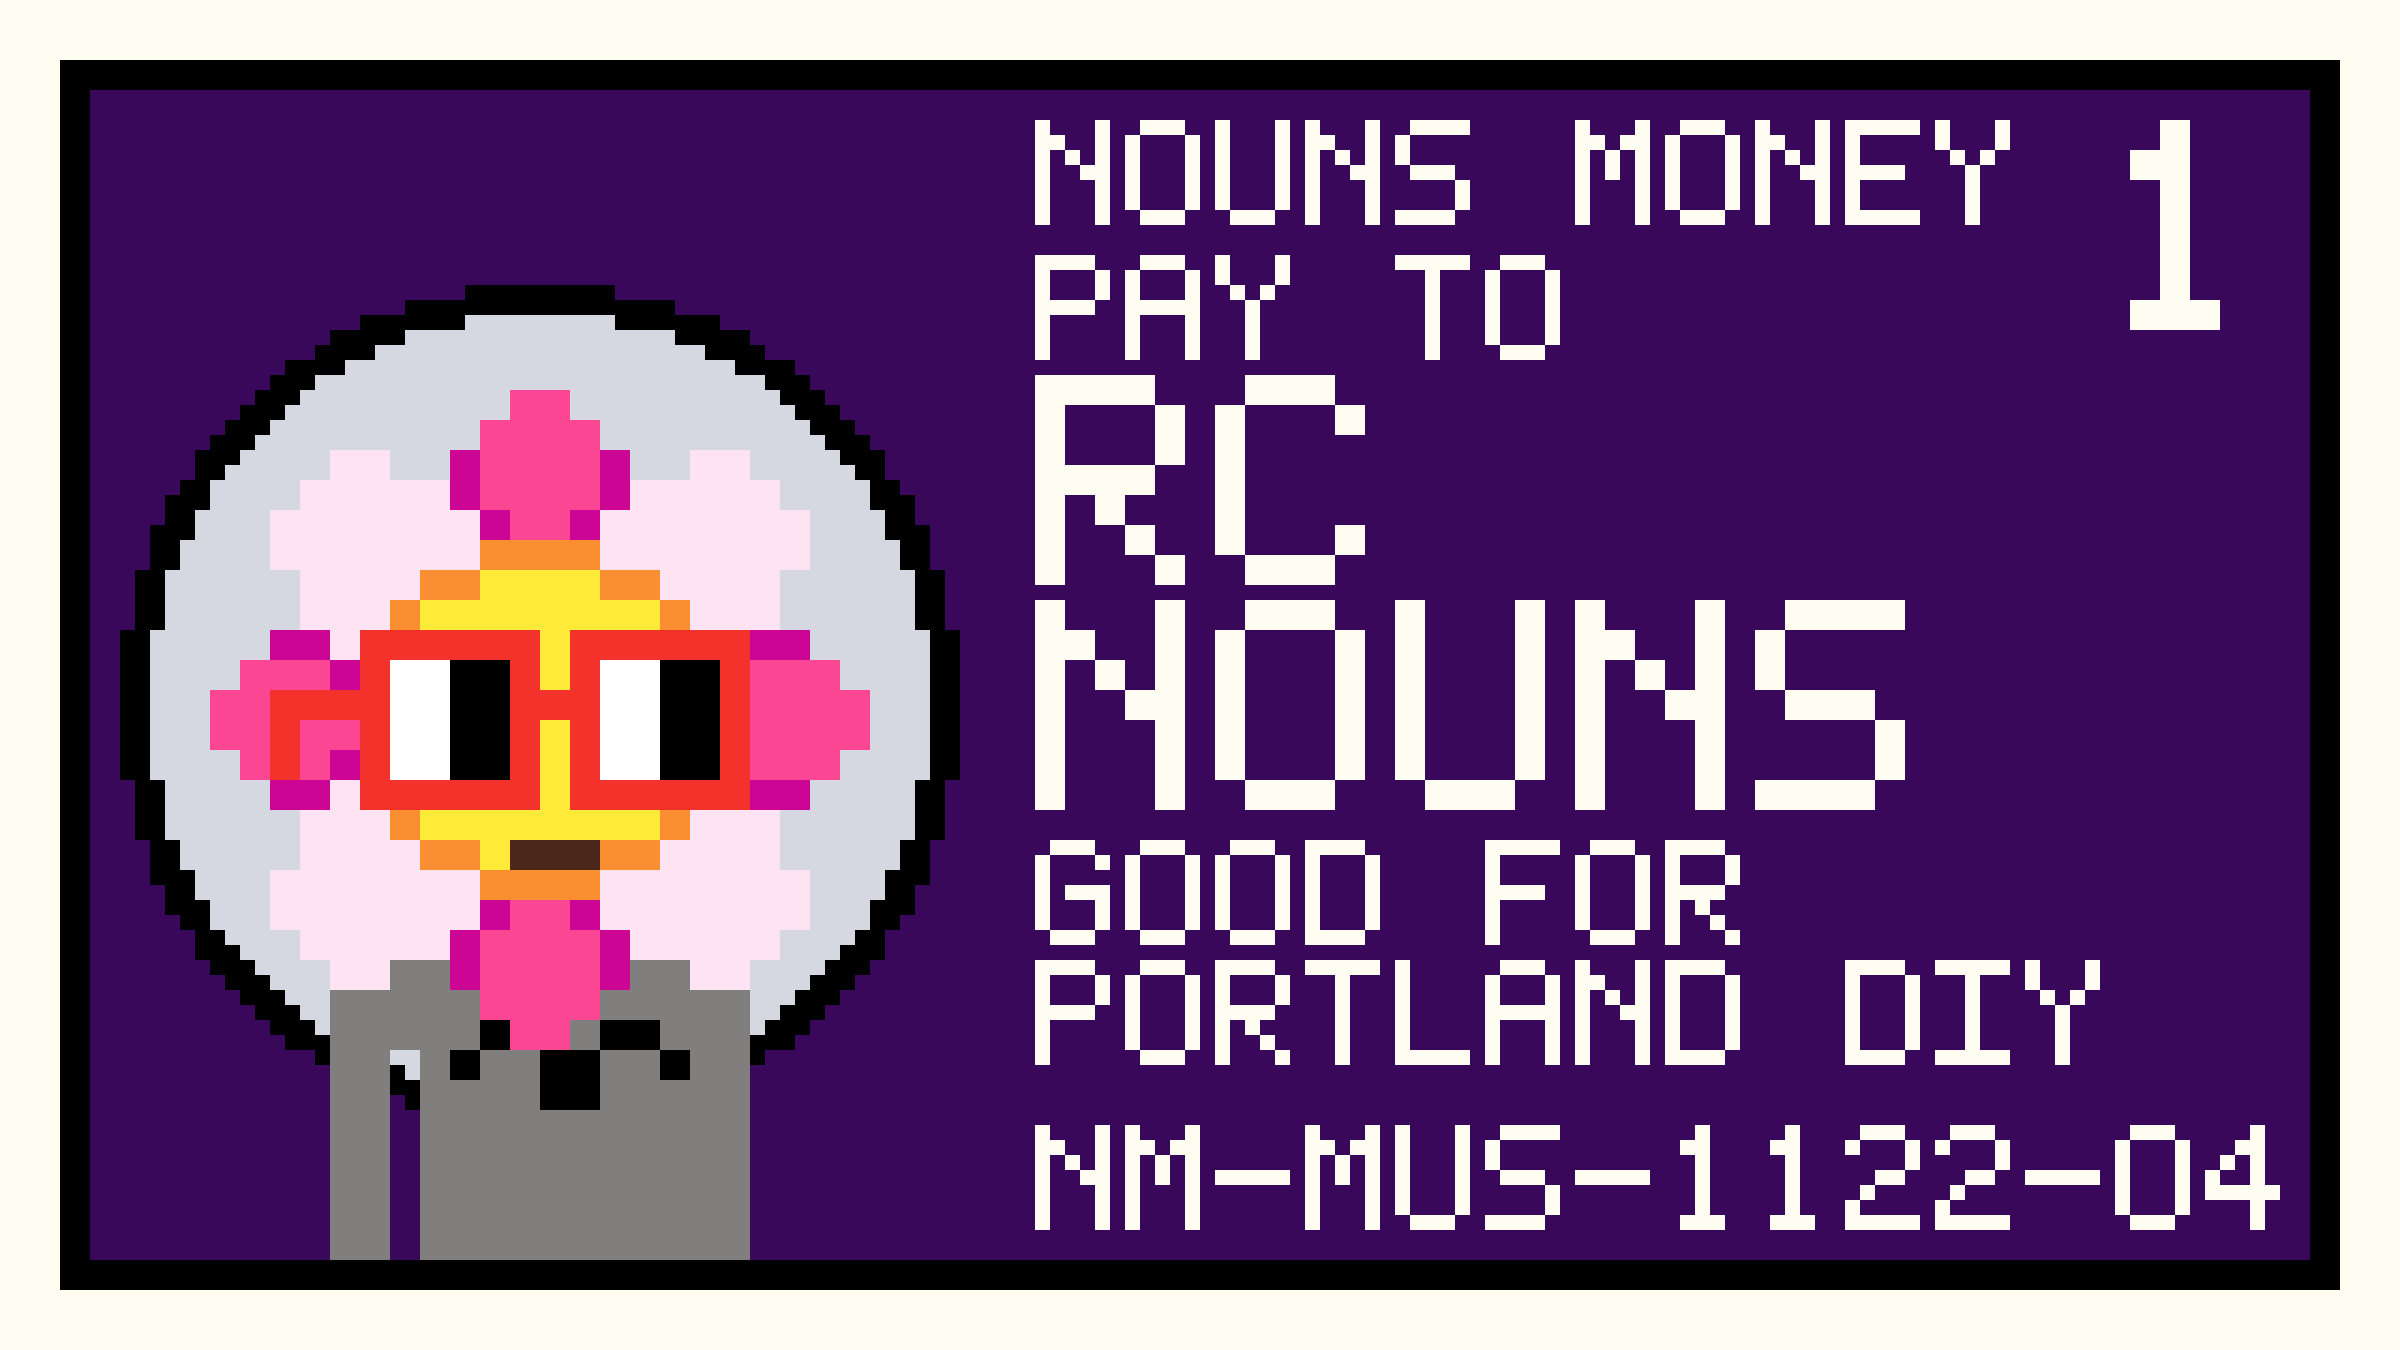 NOUNS MONEY 1
PAY TO
RC
NOUNS
GOOD FOR
PORTLAND DIY
NM-MUS-1122-04